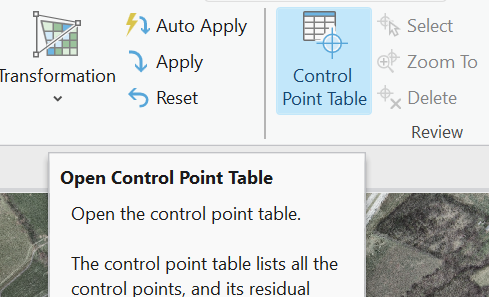 Transformation
Auto Apply
Apply
Reset
Control
Point Table
Select
Zoom To
Delete
Review
Open Control Point Table
Open the control point table.
The control point table lists all the
control points, and its residual